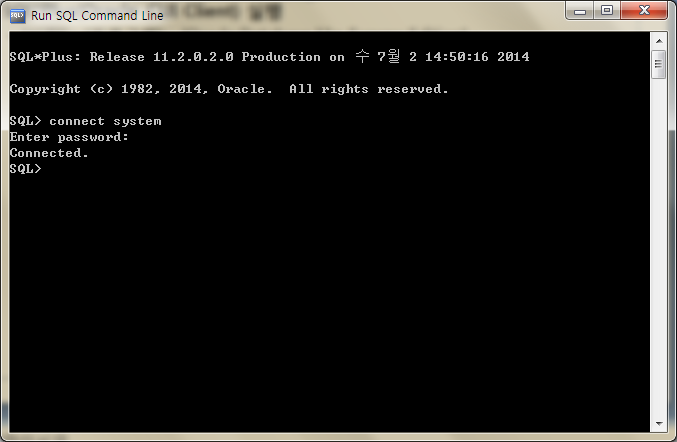 Run SQL Command Line
SQL*Plus: Release 11.2.0.2.0 Production on 수 7월 2 14:50:16 2014
Copyright (c) 1982, 2014, Oracle.  All rights reserved.
SQL> connect system
Enter password:
Connected.
SQL>